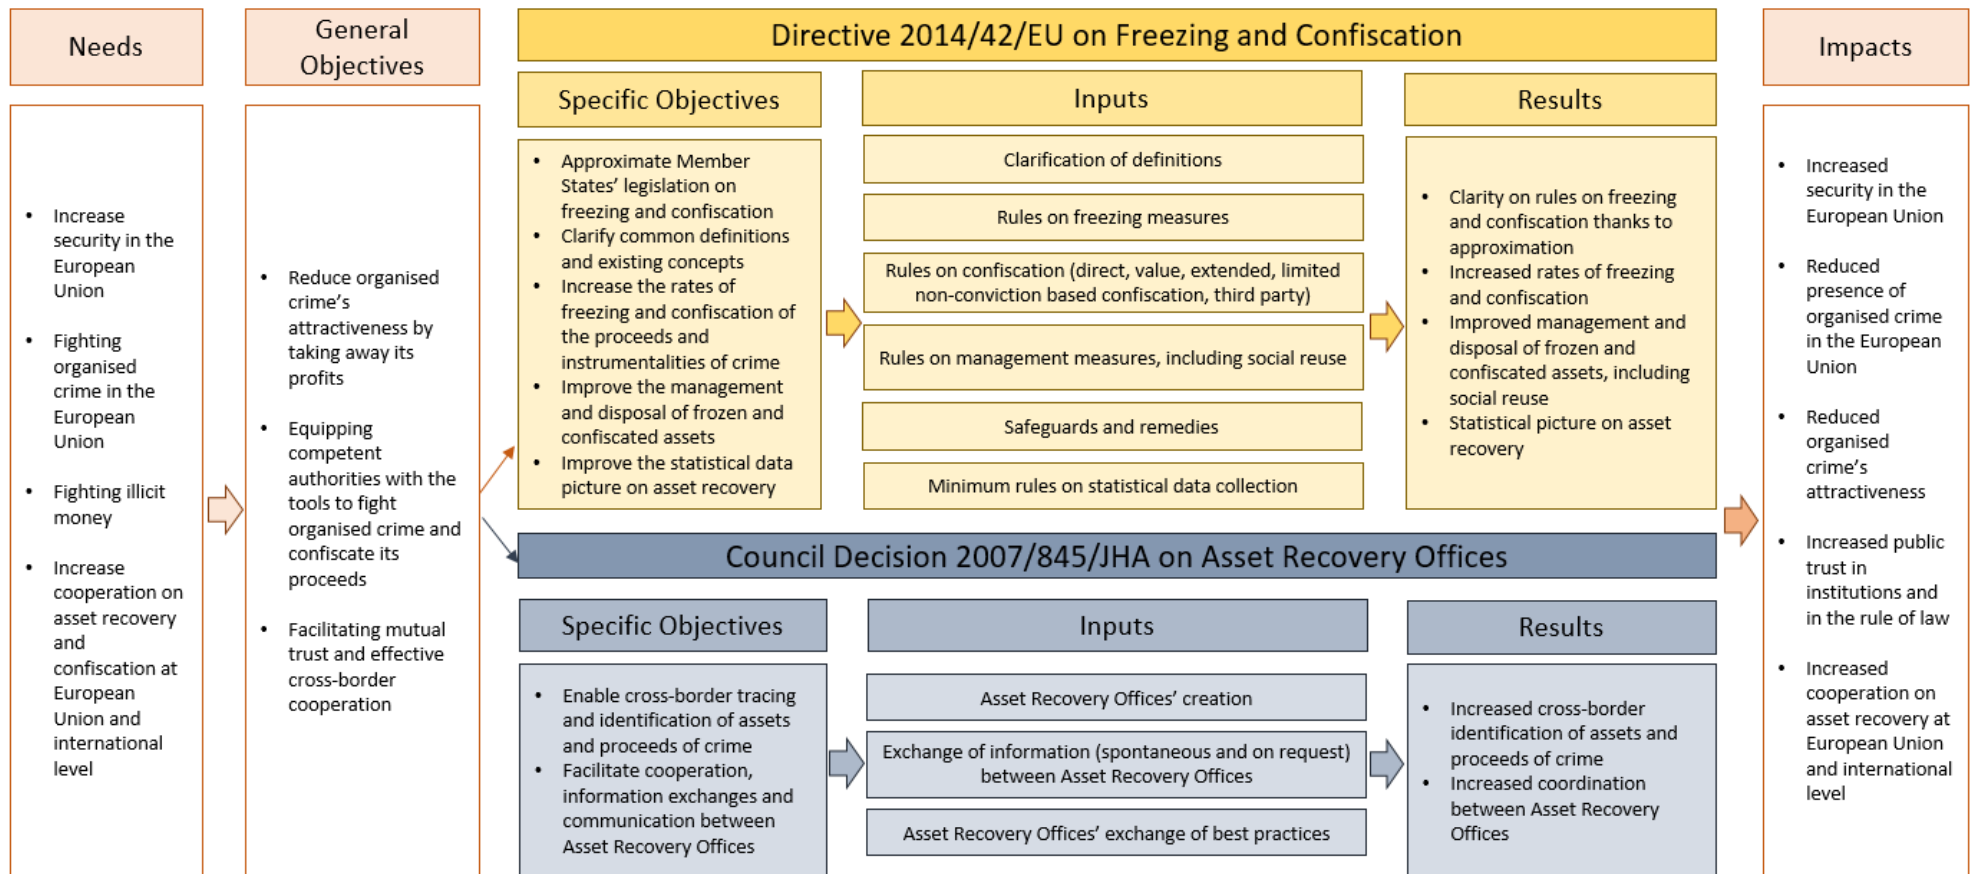 Needs
Increase
security in the
European
Union
Fighting
organised
crime in the
European
Union
Fighting illicit
money
Increase
cooperation on
asset recovery
and
confiscation at
European
Union and
international
level
General
Objectives
Reduce organised
crime’s
attractiveness by
taking away its
profits
Equipping
competent
authorities with the
tools to fight
organised crime and
confiscate its
proceeds
Facilitating mutual
trust and effective
cross-border
cooperation
Directive 2014/42/EU on Freezing and Confiscation
Specific Objectives
Approximate Member
States’ legislation on
freezing and confiscation
Clarify common definitions
and existing concepts
Increase the rates of
freezing and confiscation of
the proceeds and
instrumentalities of crime
Improve the management
and disposal of frozen and
confiscated assets
Improve the statistical data
picture on asset recovery
Inputs
Clarification of definitions
Rules on freezing measures
Rules on confiscation (direct, value, extended, limited
non-conviction based confiscation, third party)
Rules on management measures, including social reuse
Safeguards and remedies
Minimum rules on statistical data collection
Results
Clarity on rules on freezing
and confiscation thanks to
approximation
Increased rates of freezing
and confiscation
Improved management and
disposal of frozen and
confiscated assets, including
social reuse
Statistical picture on asset
recovery
Council Decision 2007/845/JHA on Asset Recovery Offices
Specific Objectives
Enable cross-border tracing
and identification of assets
and proceeds of crime
Facilitate cooperation,
information exchanges and
communication between
Asset Recovery Offices
Inputs
Asset Recovery Offices’ creation
Exchange of information (spontaneous and on request)
between Asset Recovery Offices
Asset Recovery Offices’ exchange of best practices
Results
Increased cross-border
identification of assets and
proceeds of crime
Increased coordination
between Asset Recovery
Offices
Impacts
Increased
security in the
European Union
Reduced
presence of
organised crime
in the European
Union
Reduced
organised
crime’s
attractiveness
Increased public
trust in
institutions and
in the rule of law
Increased
cooperation on
asset recovery at
European Union
and international
level